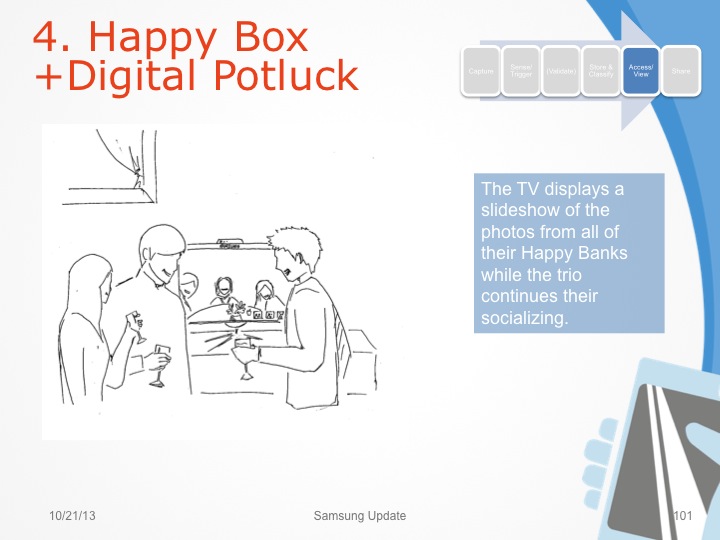 4. Happy Box
+Digital Potluck
Capture
Sense/
Trigger
(Validate)
Store &
Classify
Access/
View
Share
The TV displays a
slideshow of the
photos from all of
their Happy Banks
while the trio
continues their
socializing.
10/21/13
Samsung Update
101